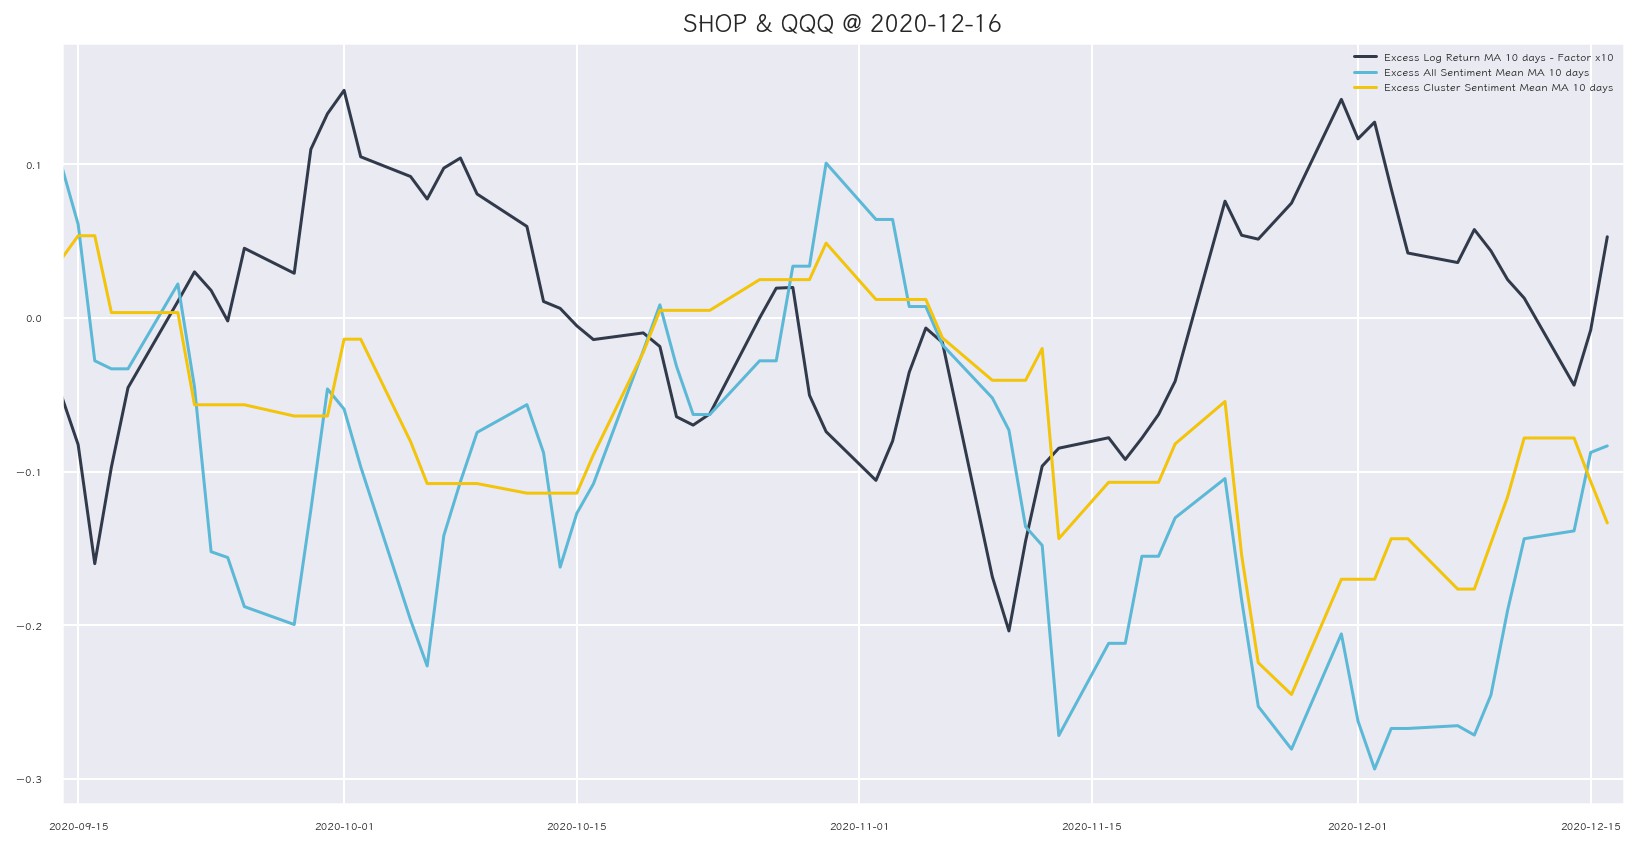 SHOP & QQQ @ 2020-12-16
Excess Log Return MA 10 days - Factor x10
Excess All Sentiment Mean MA 10 days
Excess Cluster Sentiment Mean MA 10 days
0.1
0.0
−0.1
−0.2
−0.3
2020-09-15 2020-10-01 2020-10-15 2020-11-01 2020-11-15 2020-12-01 2020-12-15